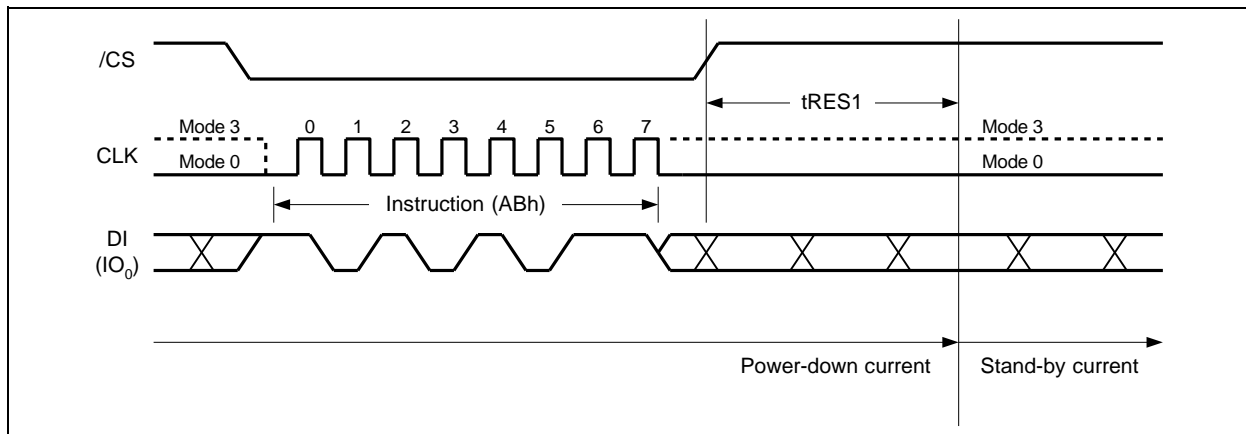 /CS
tRES1
Mode 3
0 1 2 3 4 5 6 7
Mode 3
CLK
Mode 0
Mode 0
Instruction (ABh)
DI
(IO0)
Power-down current
Stand-by current